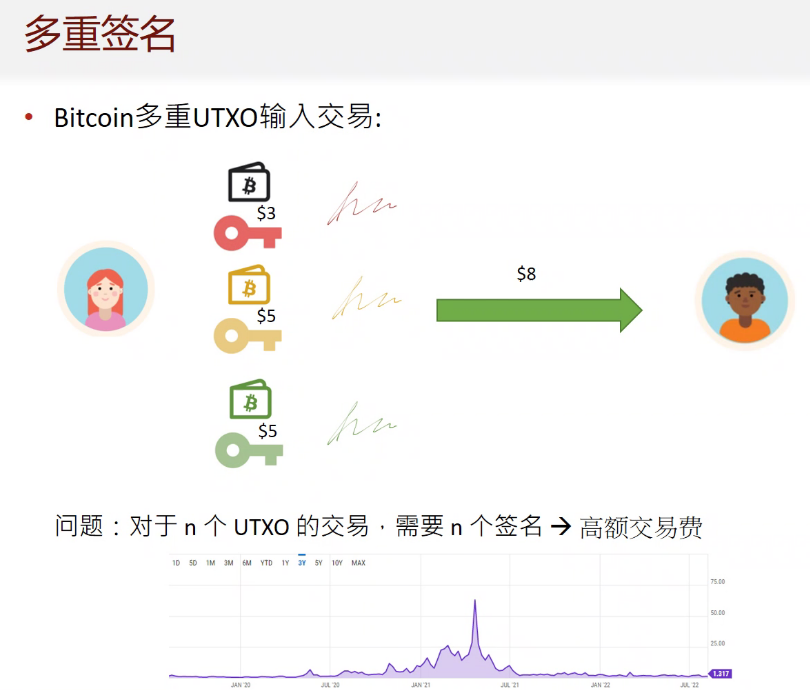 多重签名
• Bitcoin多重UTXO输入交易:
$3
$5
$5
$8
问题：对于 n 个 UTXO 的交易，需要 n 个签名 → 高额交易费
1D 5D 1M 3M 6M YTD 1Y 3Y 5Y 10Y MAX
75.00
50.00
25.00
1.317
JAN '20 JUL '20 JAN '21 JUL '21 JAN '22 JUL '22